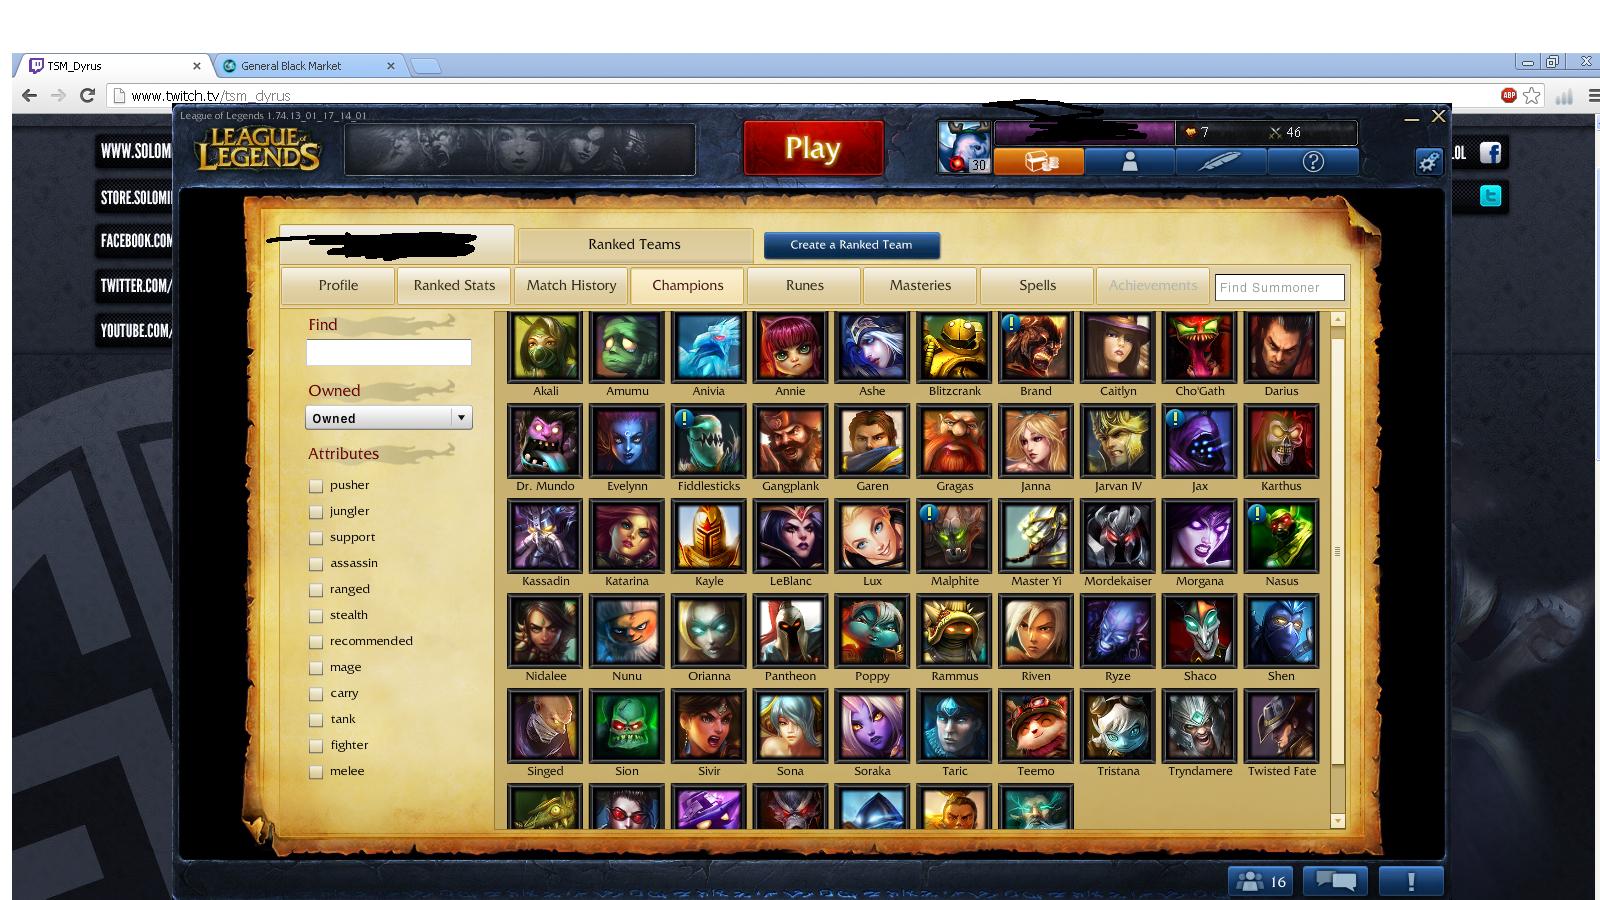 TSM_Dyrus
General Black Market
www.twitch.tv/tsm_dyrus
ABP
League of Legends 1.74.13_01_17_14_01
LEAGUE OF LEGENDS
Play
30
7
46
WWW.SOLOM
STORE.SOLOMI
FACEBOOK.COM
TWITTER.COM/
YOUTUBE.COM/
LOL
Ranked Teams
Create a Ranked Team
Profile Ranked Stats Match History Champions Runes Masteries Spells Achievements Find Summoner
Find
Owned
Owned
Attributes
pusher
jungler
support
assassin
ranged
stealth
recommended
mage
carry
tank
fighter
melee
Akali Amumu Anivia Annie Ashe Blitzcrank Brand Caitlyn Cho'Gath Darius
Dr. Mundo Evelynn Fiddlesticks Gangplank Garen Gragas Janna Jarvan IV Jax Karthus
Kassadin Katarina Kayle LeBlanc Lux Malphite Master Yi Mordekaiser Morgana Nasus
Nidalee Nunu Orianna Pantheon Poppy Rammus Riven Ryze Shaco Shen
Singed Sion Sivir Sona Soraka Taric Teemo Tristana Tryndamere Twisted Fate
16